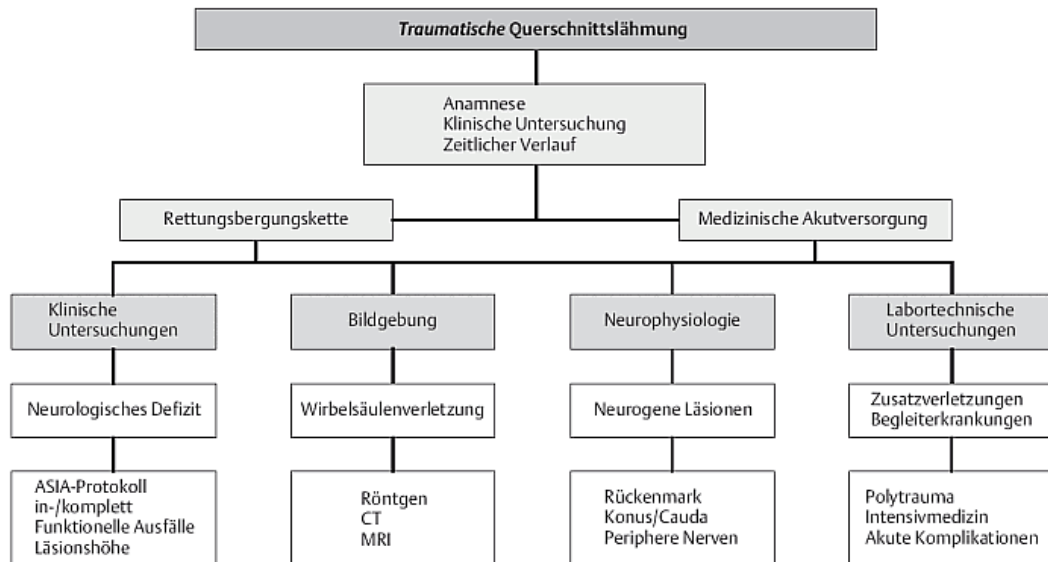 Traumatische Querschnittslähmung
Anamnese
Klinische Untersuchung
Zeitlicher Verlauf
Rettungsbergungskette
Medizinische Akutversorgung
Klinische
Untersuchungen
Bildgebung
Neurophysiologie
Labortechnische
Untersuchungen
Neurologisches Defizit
Wirbelsäulenverletzung
Neurogene Läsionen
Zusatzverletzungen
Begleiterkrankungen
ASIA-Protokoll
in-/komplett
Funktionelle Ausfälle
Läsionshöhe
Röntgen
CT
MRI
Rückenmark
Konus/Cauda
Periphere Nerven
Polytrauma
Intensivmedizin
Akute Komplikationen